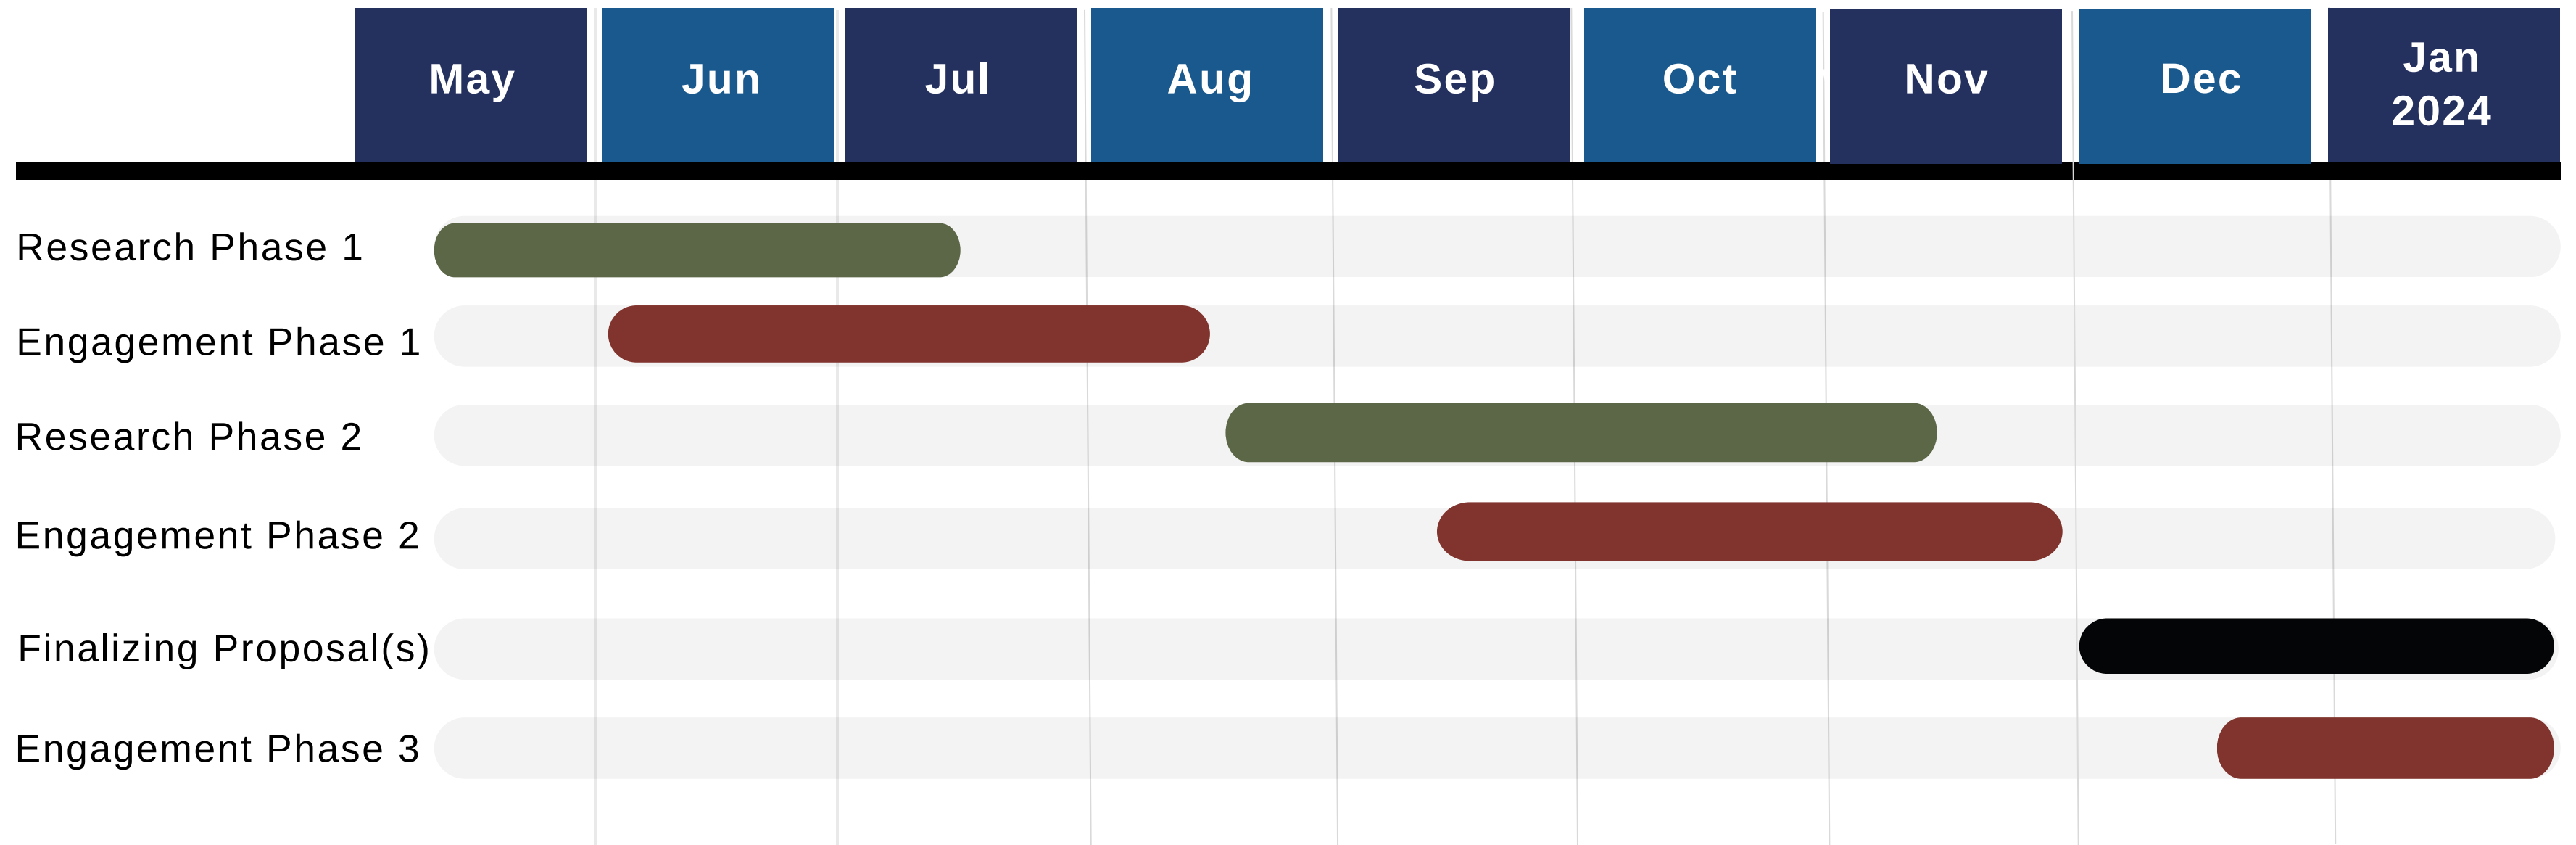 May
Jun
Jul
Aug
Sep
Oct
Nov
Dec
Jan
2024
Research Phase 1
Engagement Phase 1
Research Phase 2
Engagement Phase 2
Finalizing Proposal(s)
Engagement Phase 3